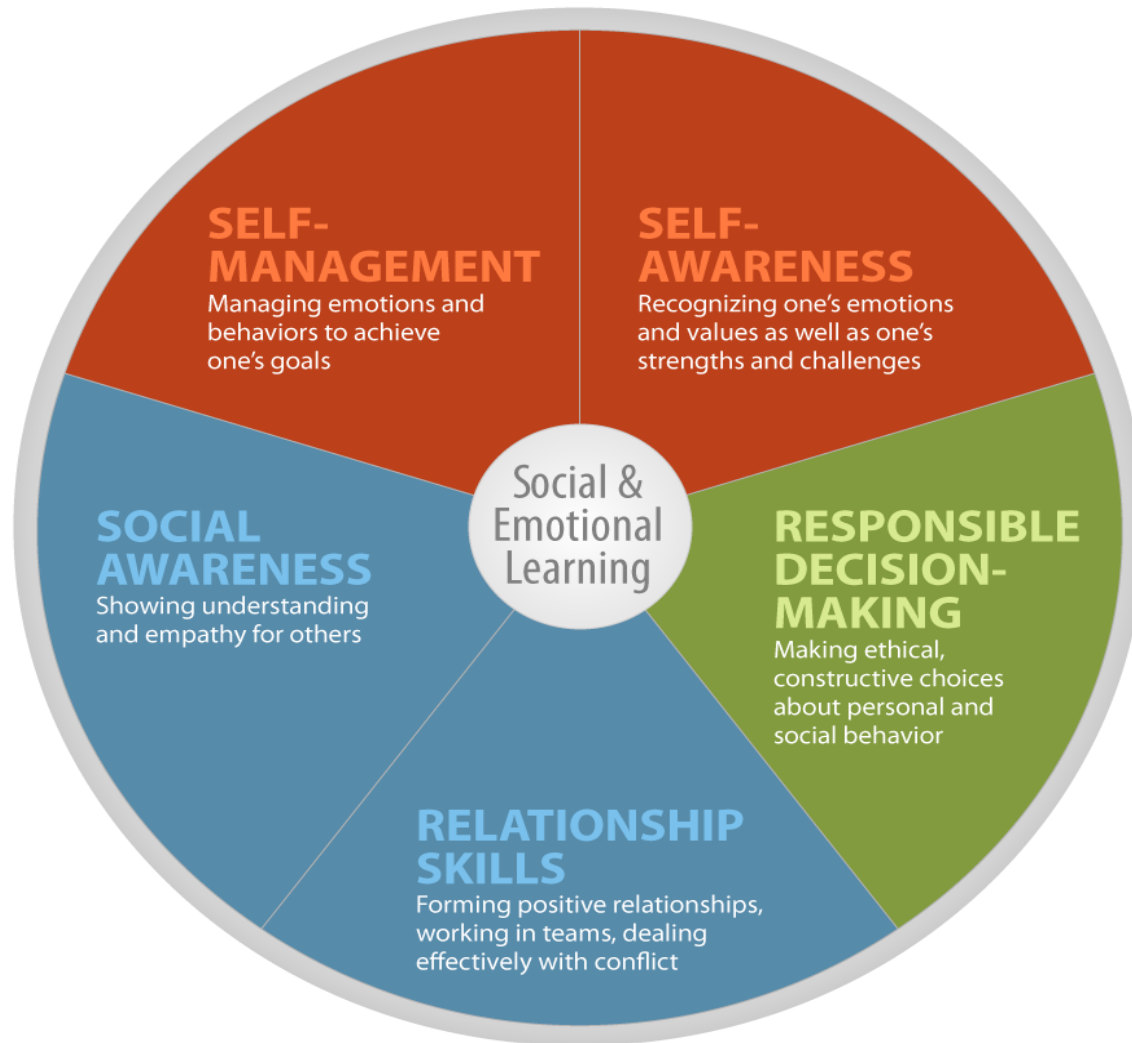 SELF-
MANAGEMENT
Managing emotions and
behaviors to achieve
one’s goals
SELF-
AWARENESS
Recognizing one’s emotions
and values as well as one’s
strengths and challenges
SOCIAL
AWARENESS
Showing understanding
and empathy for others
Social &
Emotional
Learning
RESPONSIBLE
DECISION-
MAKING
Making ethical,
constructive choices
about personal and
social behavior
RELATIONSHIP
SKILLS
Forming positive relationships,
working in teams, dealing
effectively with conflict